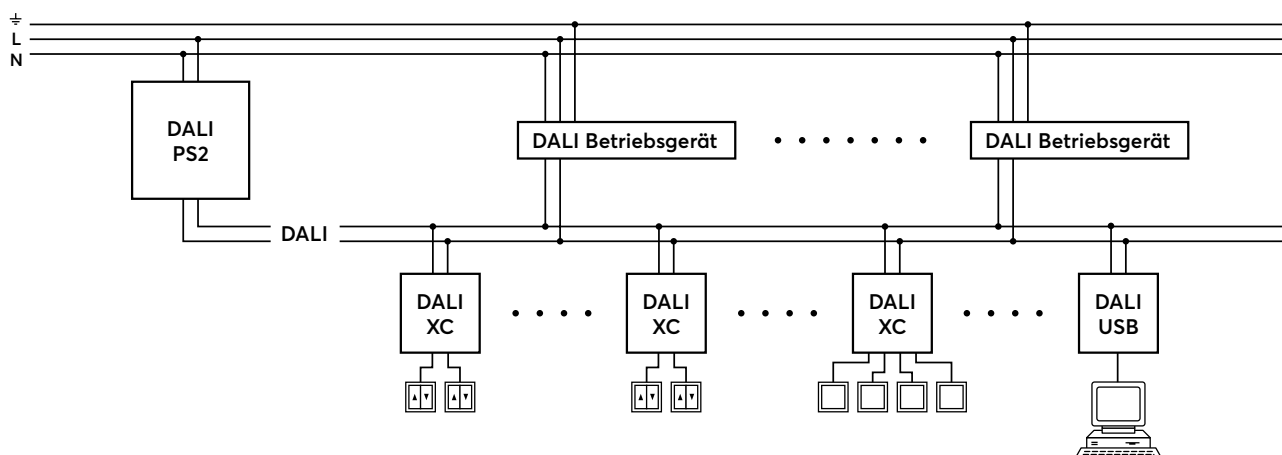 ⏚
L
N
DALI
PS2
DALI Betriebsgerät
DALI Betriebsgerät
DALI
DALI
XC
DALI
XC
DALI
XC
DALI
USB